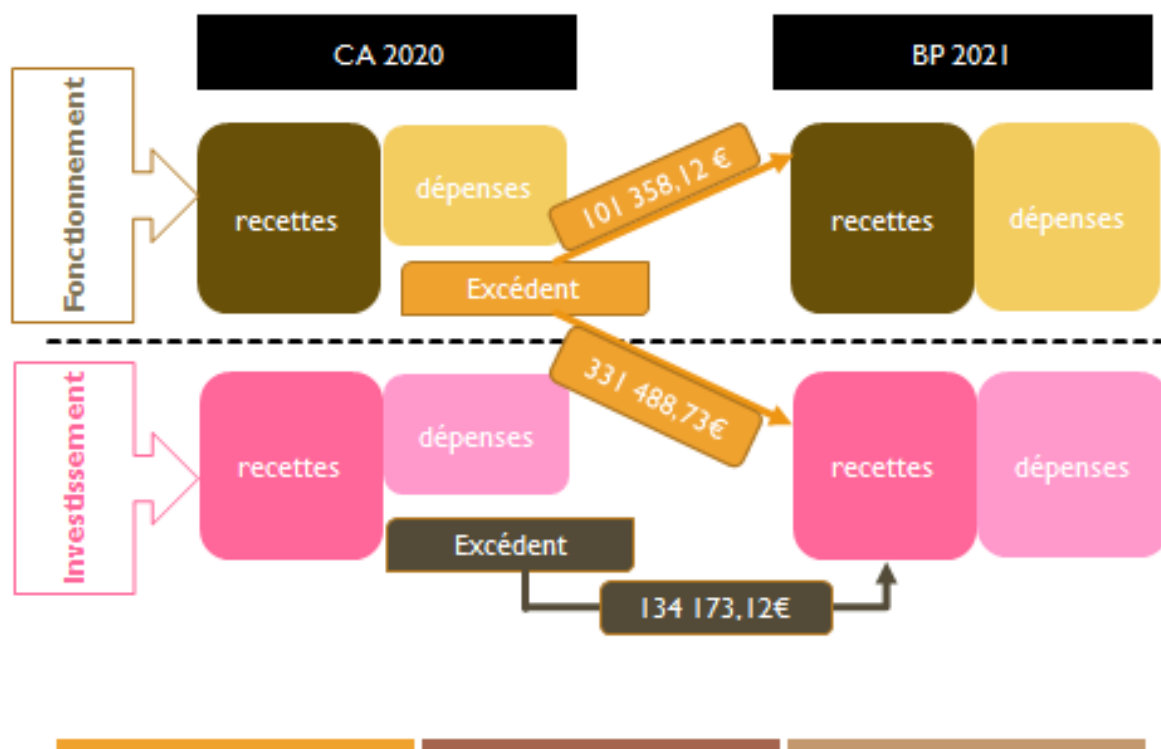 CA 2020
BP 2021
Fonctionnement
recettes
dépenses
Excédent
101 358,12 €
recettes
dépenses
Investissement
recettes
dépenses
Excédent
331 488,73€
134 173,12€
recettes
dépenses